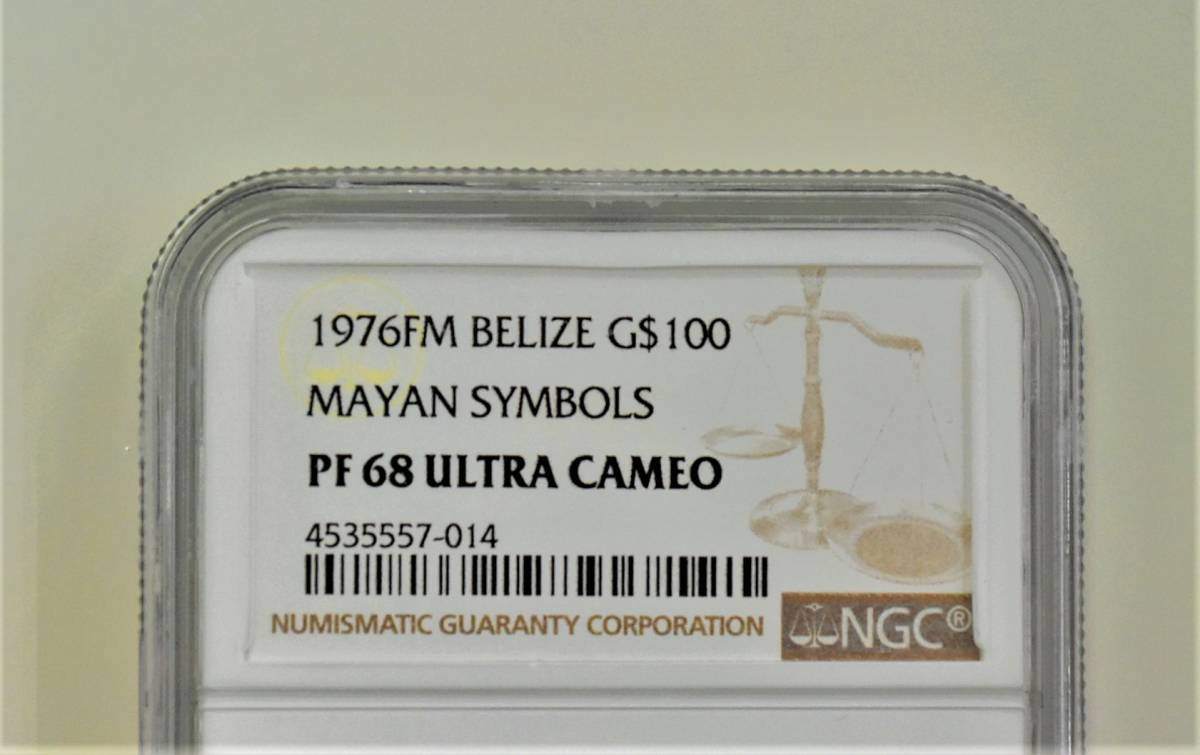 1976FM BELIZE G$100
MAYAN SYMBOLS
PF 68 ULTRA CAMEO
4535557-014
NUMISMATIC GUARANTY CORPORATION
NGC®